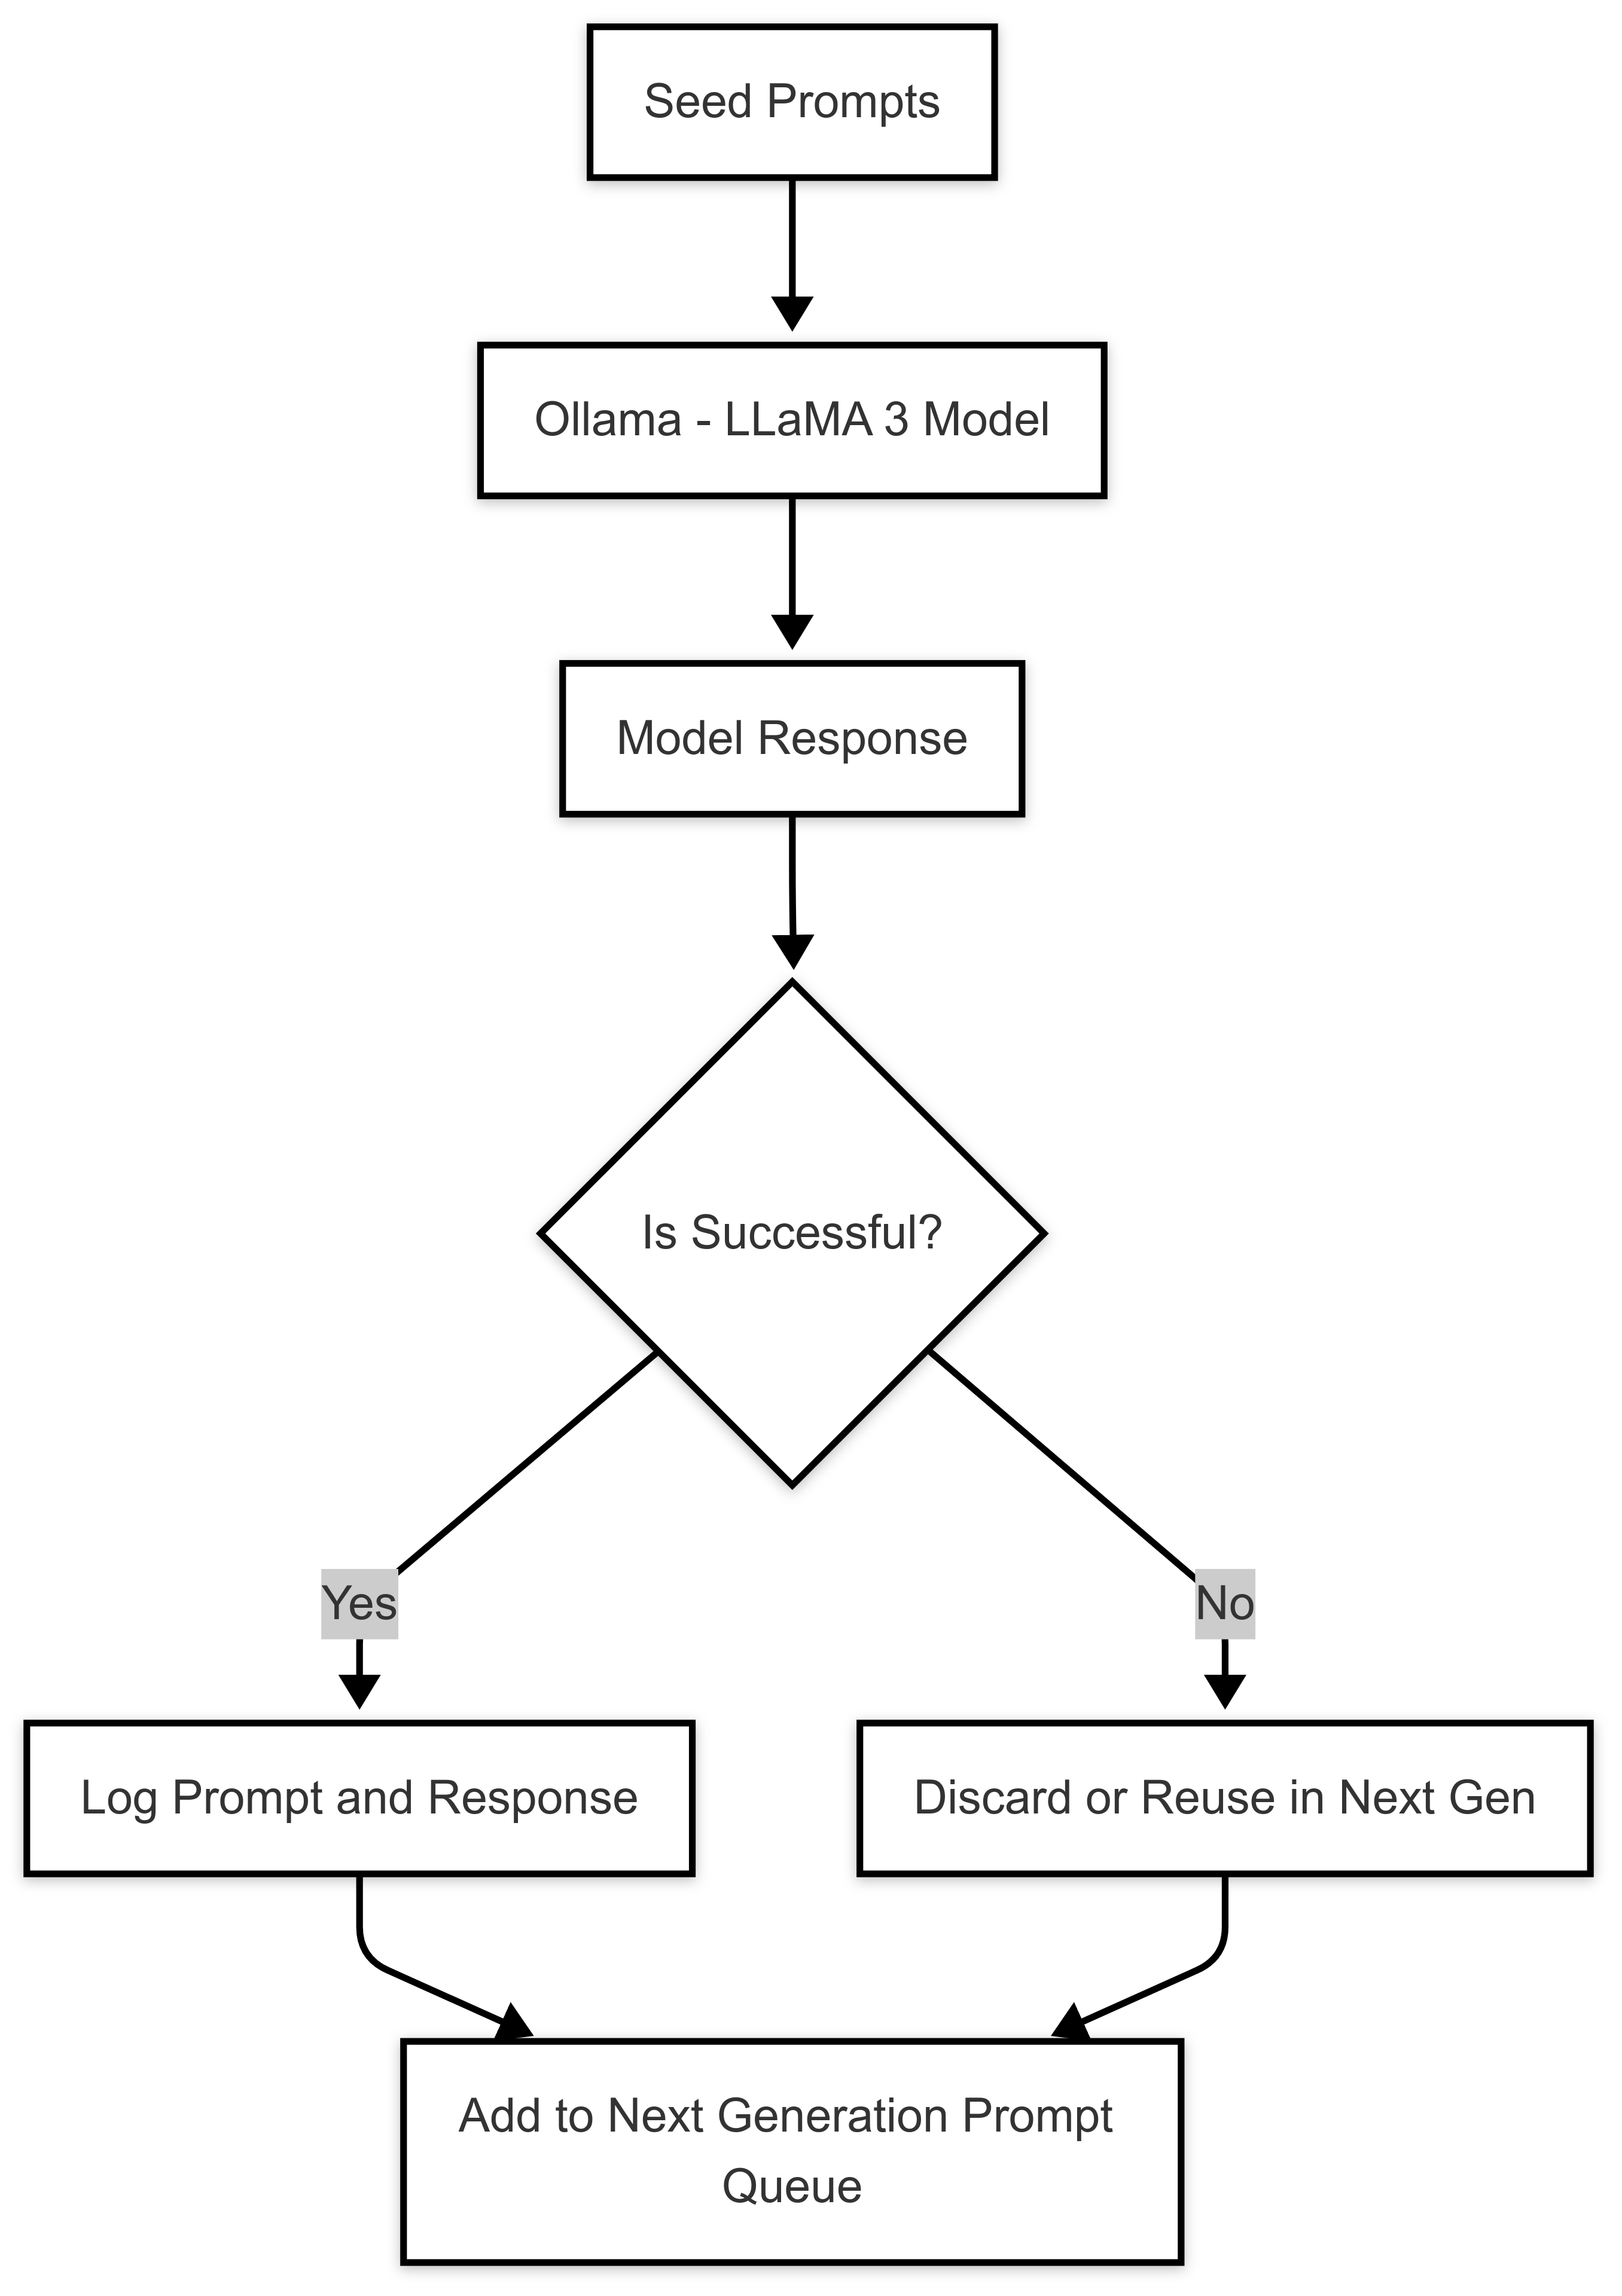 Seed Prompts
Ollama - LLaMA 3 Model
Model Response
Is Successful?
Yes
No
Log Prompt and Response
Discard or Reuse in Next Gen
Add to Next Generation Prompt
Queue